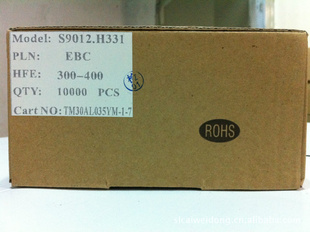 Model: S9012.H331
PLN: EBC
HFE: 300-400
QTY: 10000 PCS
Cart NO: TM30AL035YM-1-7
ROHS